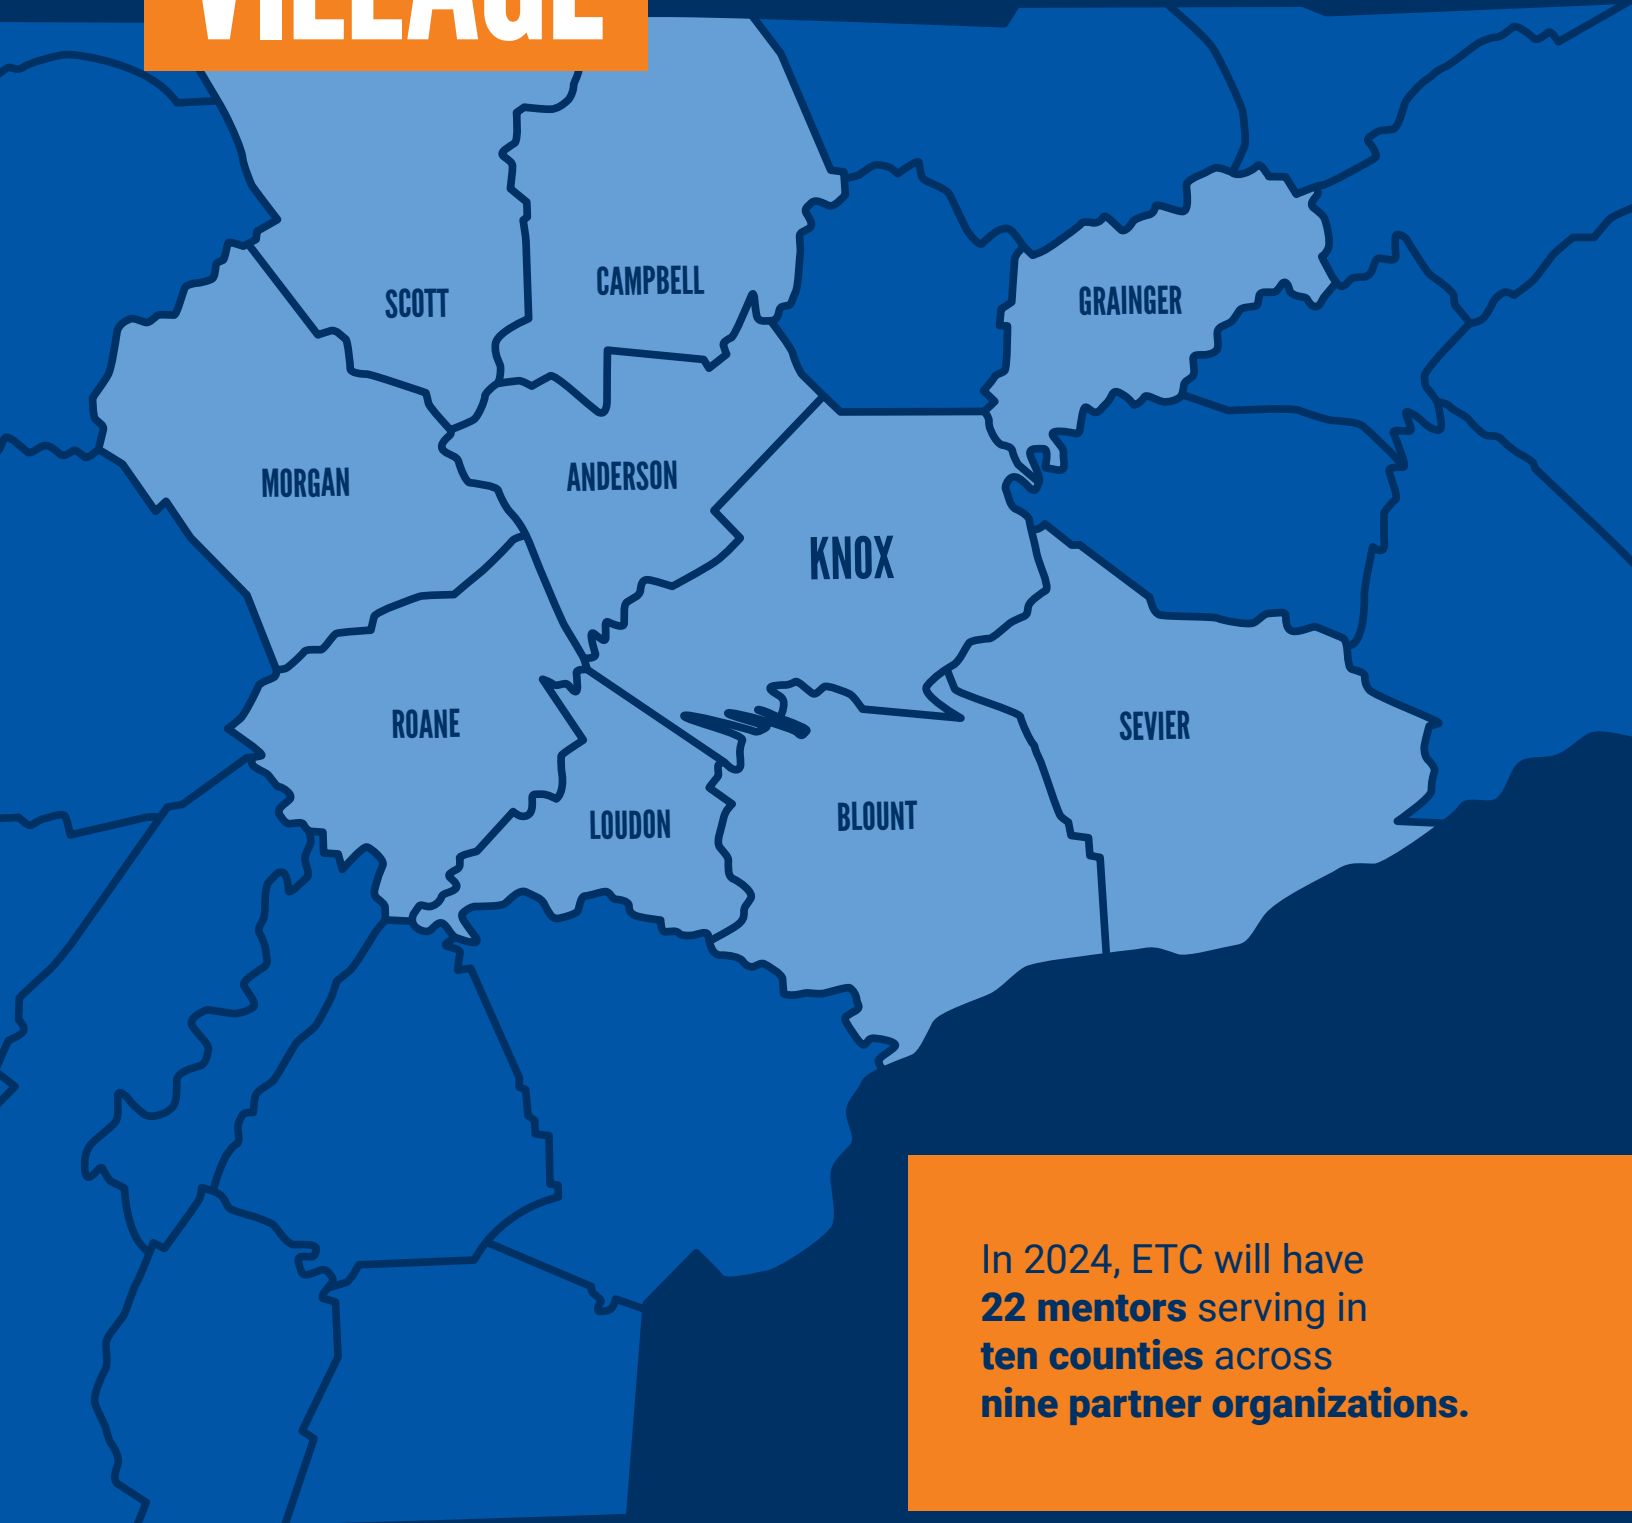 VILLAGE
SCOTT
CAMPBELL
GRAINGER
MORGAN
ANDERSON
KNOX
ROANE
SEVIER
LOUDON
BLOUNT
In 2024, ETC will have
22 mentors serving in
ten counties across
nine partner organizations.